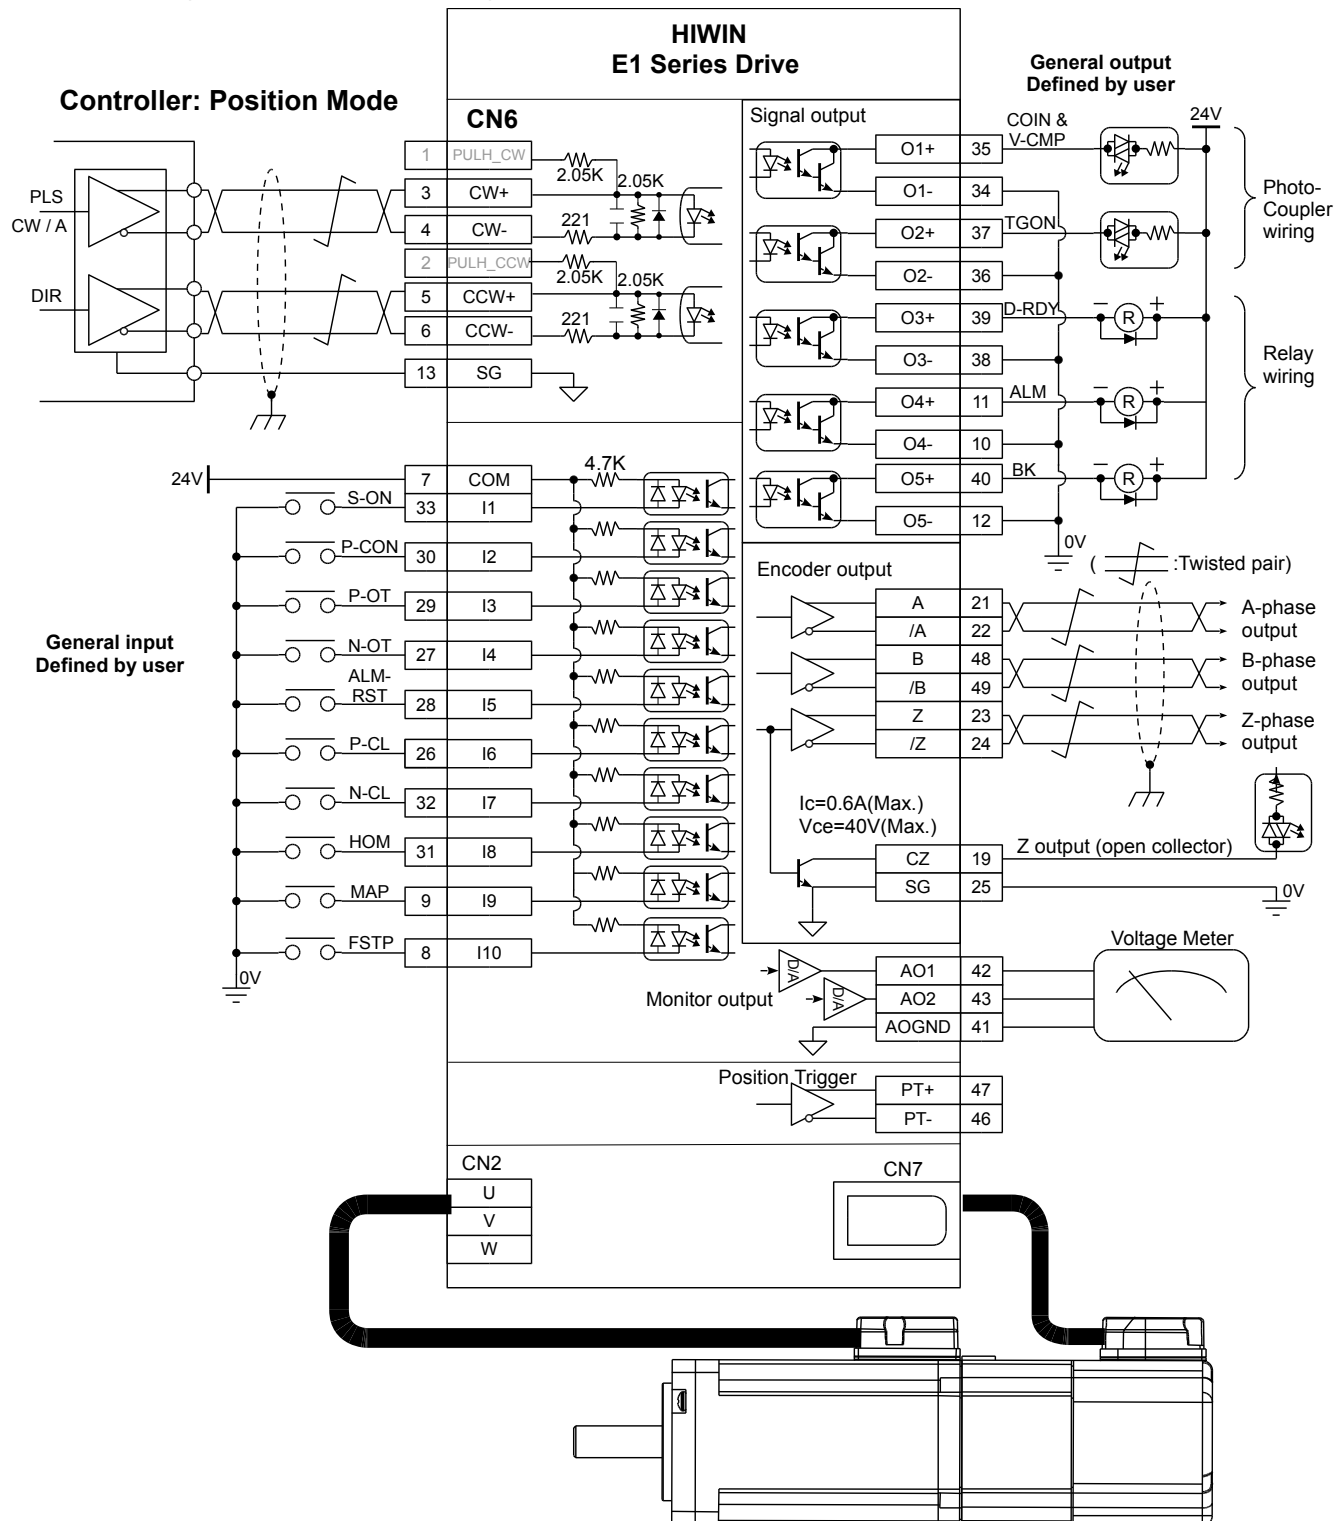 HIWIN
E1 Series Drive
Controller: Position Mode
CN6
1 PULH_CW
2.05K
2.05K
3 CW+
221
4 CW-
2 PULH_CCW
2.05K
2.05K
5 CCW+
221
6 CCW-
13 SG
PLS
CW / A
DIR
General output
Defined by user
Signal output
COIN &
V-CMP
24V
O1+ 35
O1- 34
O2+ 37 TGON
O2- 36
O3+ 39 D-RDY
O3- 38
O4+ 11 ALM
O4- 10
O5+ 40 BK
O5- 12
R
R
R
- +
- +
- +
0V
Photo-
Coupler
wiring
Relay
wiring
24V
4.7K
7 COM
S-ON 33 I1
P-CON 30 I2
P-OT 29 I3
N-OT 27 I4
ALM-
RST 28 I5
P-CL 26 I6
N-CL 32 I7
HOM 31 I8
MAP 9 I9
FSTP 8 I10
0V
General input
Defined by user
( :Twisted pair)
Encoder output
A 21
/A 22
B 48
/B 49
Z 23
/Z 24
A-phase
output
B-phase
output
Z-phase
output
Ic=0.6A(Max.)
Vce=40V(Max.)
CZ 19 Z output (open collector)
SG 25
0V
Voltage Meter
Monitor output
D/A
D/A
AO1 42
AO2 43
AOGND 41
Position Trigger
PT+ 47
PT- 46
CN2
U
V
W
CN7